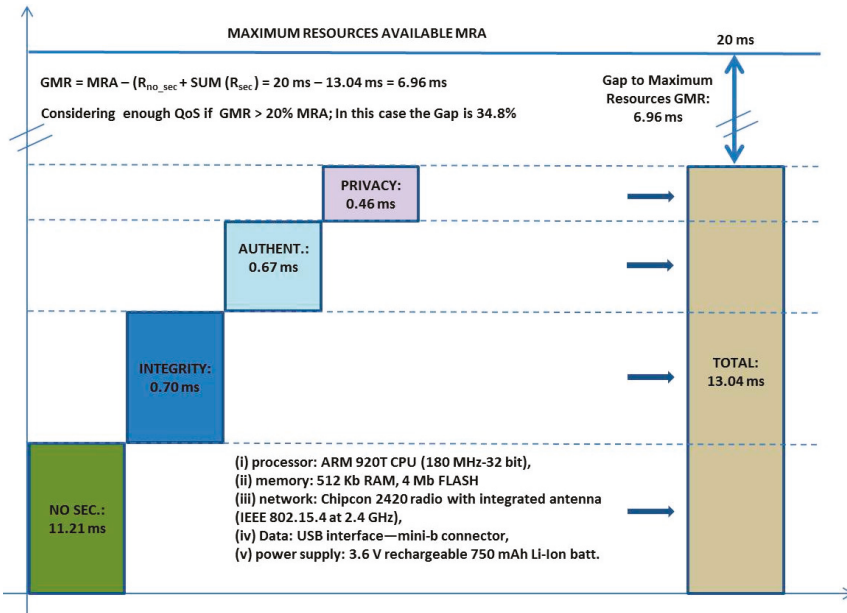 MAXIMUM RESOURCES AVAILABLE MRA
20 ms
GMR = MRA – (Rno_sec + SUM (Rsec) = 20 ms – 13.04 ms = 6.96 ms
Considering enough QoS if GMR > 20% MRA; In this case the Gap is 34.8%
Gap to Maximum
Resources GMR:
6.96 ms
PRIVACY:
0.46 ms
AUTHENT.:
0.67 ms
INTEGRITY:
0.70 ms
TOTAL:
13.04 ms
NO SEC.:
11.21 ms
(i) processor: ARM 920T CPU (180 MHz-32 bit),
(ii) memory: 512 Kb RAM, 4 Mb FLASH
(iii) network: Chipcon 2420 radio with integrated antenna
(IEEE 802.15.4 at 2.4 GHz),
(iv) Data: USB interface—mini-b connector,
(v) power supply: 3.6 V rechargeable 750 mAh Li-Ion batt.